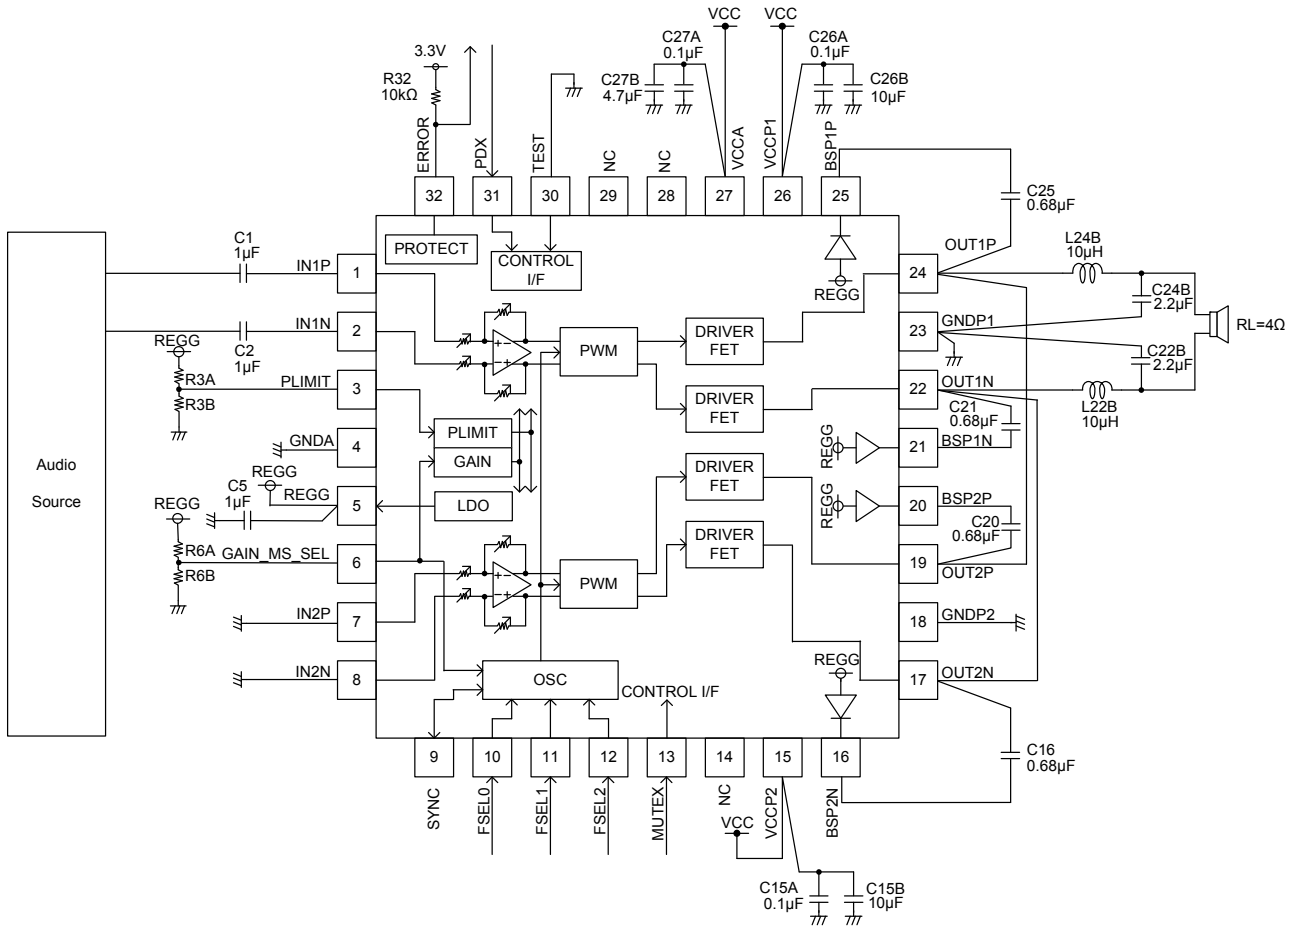 VCC
VCC
C27A
0.1µF
C26A
0.1µF
3.3V
R32
10kΩ
C27B
4.7µF
C26B
10µF
ERROR
PDX
TEST
NC
NC
VCCA
VCCP1
BSP1P
32
31
30
29
28
27
26
25
C25
0.68µF
PROTECT
CONTROL
I/F
REGG
C1
1µF
IN1P
1
24
OUT1P
L24B
10µH
C24B
2.2µF
IN1N
2
C2
1µF
PWM
DRIVER
FET
23
GNDP1
RL=4Ω
REGG
R3A
R3B
PLIMIT
3
DRIVER
FET
22
OUT1N
C22B
2.2µF
L22B
10µH
C21
0.68µF
GNDA
4
PLIMIT
GAIN
REGG
21
BSP1N
Audio
Source
C5
1µF
REGG
REGG
5
LDO
DRIVER
FET
REGG
20
BSP2P
C20
0.68µF
REGG
R6A
R6B
GAIN_MS_SEL
6
DRIVER
FET
19
OUT2P
PWM
IN2P
7
18
GNDP2
IN2N
8
OSC
CONTROL I/F
REGG
17
OUT2N
9
10
11
12
13
14
15
16
C16
0.68µF
SYNC
FSEL0
FSEL1
FSEL2
MUTEX
NC
VCCP2
BSP2N
VCC
C15A
0.1µF
C15B
10µF